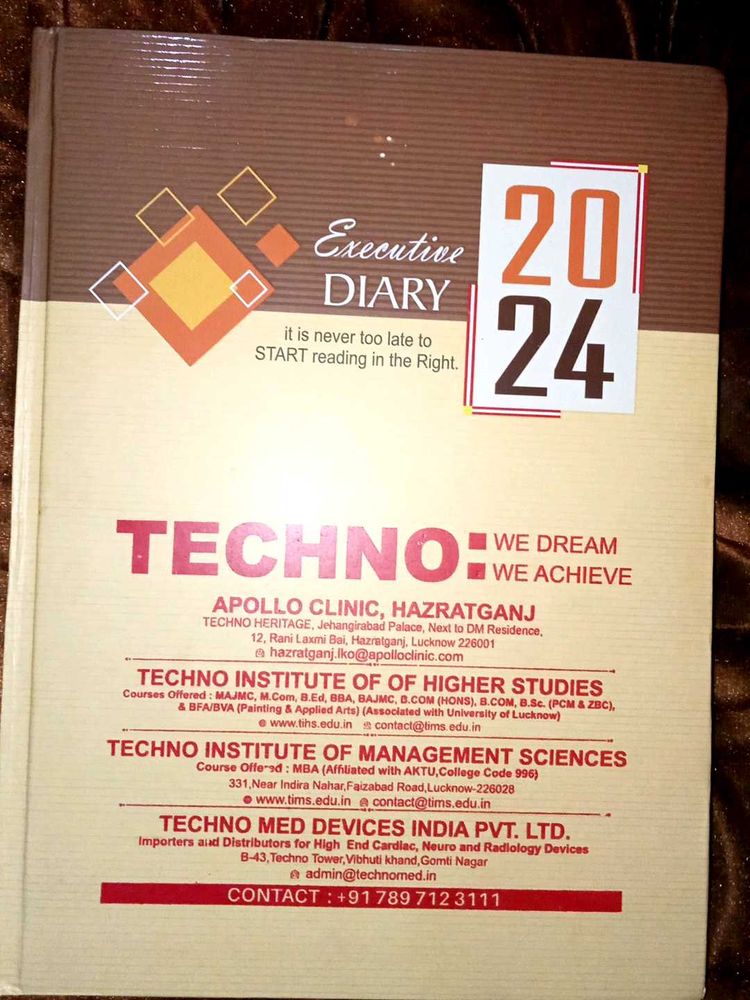 Executive
DIARY
20
24
it is never too late to
START reading in the Right.
TECHNO:
WE DREAM
WE ACHIEVE
APOLLO CLINIC, HAZRATGANJ
TECHNO HERITAGE, Jehangirabad Palace, Next to DM Residence,
12, Rani Laxmi Bai, Hazratganj, Lucknow 226001
hazratganj.lko@apolloclinic.com
TECHNO INSTITUTE OF OF HIGHER STUDIES
Courses Offered : MAJMC, M.Com, B.Ed, BBA, BAJMC, B.COM (HONS), B.COM, B.Sc. (PCM & ZBC),
& BFA/BVA (Painting & Applied Arts) (Associated with University of Lucknow)
www.tihs.edu.in contact@tims.edu.in
TECHNO INSTITUTE OF MANAGEMENT SCIENCES
Course Offered : MBA (Affiliated with AKTU,College Code 996)
331,Near Indira Nahar,Faizabad Road,Lucknow-226028
www.tims.edu.in contact@tims.edu.in
TECHNO MED DEVICES INDIA PVT. LTD.
Importers and Distributors for High End Cardiac, Neuro and Radiology Devices
B-43,Techno Tower,Vibhuti khand,Gomti Nagar
admin@technomed.in
CONTACT : +91 789 712 3111